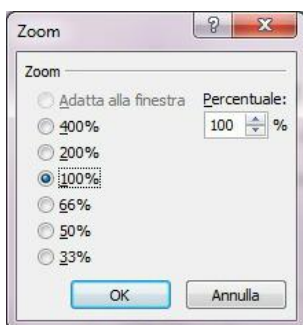 Zoom
Zoom
Adatta alla finestra
Percentuale:
400%
100 %
200%
100%
66%
50%
33%
OK
Annulla